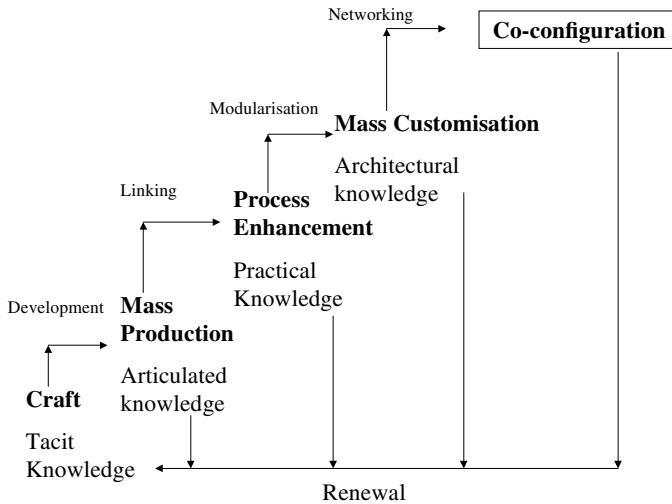 Networking
Co-configuration
Modularisation
Mass Customisation
Architectural
knowledge
Linking
Process
Enhancement
Practical
Knowledge
Development
Mass
Production
Articulated
knowledge
Craft
Tacit
Knowledge
Renewal